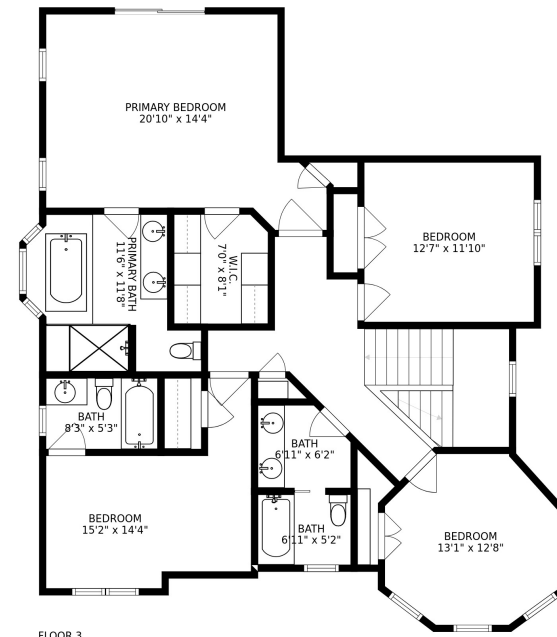 PRIMARY BEDROOM
20'10" x 14'4"
BEDROOM
12'7" x 11'10"
PRIMARY BATH
11'6" x 11'8"
W.I.C.
7'0" x 8'1"
BATH
8'3" x 5'3"
BATH
6'11" x 6'2"
BEDROOM
15'2" x 14'4"
BATH
6'11" x 5'2"
BEDROOM
13'1" x 12'8"
FLOOR 3